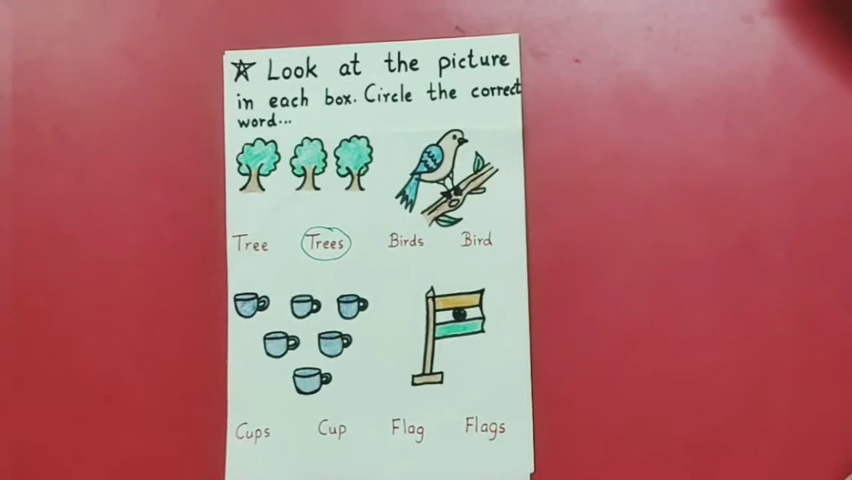 Look at the picture
in each box. Circle the correct
word...
Tree Trees Birds Bird
Cups Cup Flag Flags